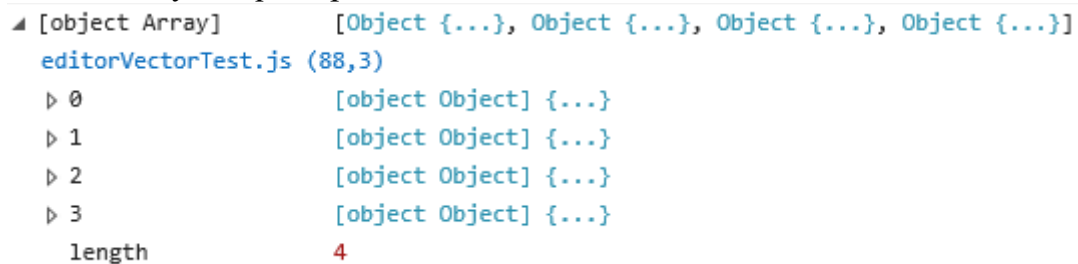 ◢ [object Array] [Object {...}, Object {...}, Object {...}, Object {...}]
editorVectorTest.js (88,3)
▷ 0 [object Object] {...}
▷ 1 [object Object] {...}
▷ 2 [object Object] {...}
▷ 3 [object Object] {...}
length 4